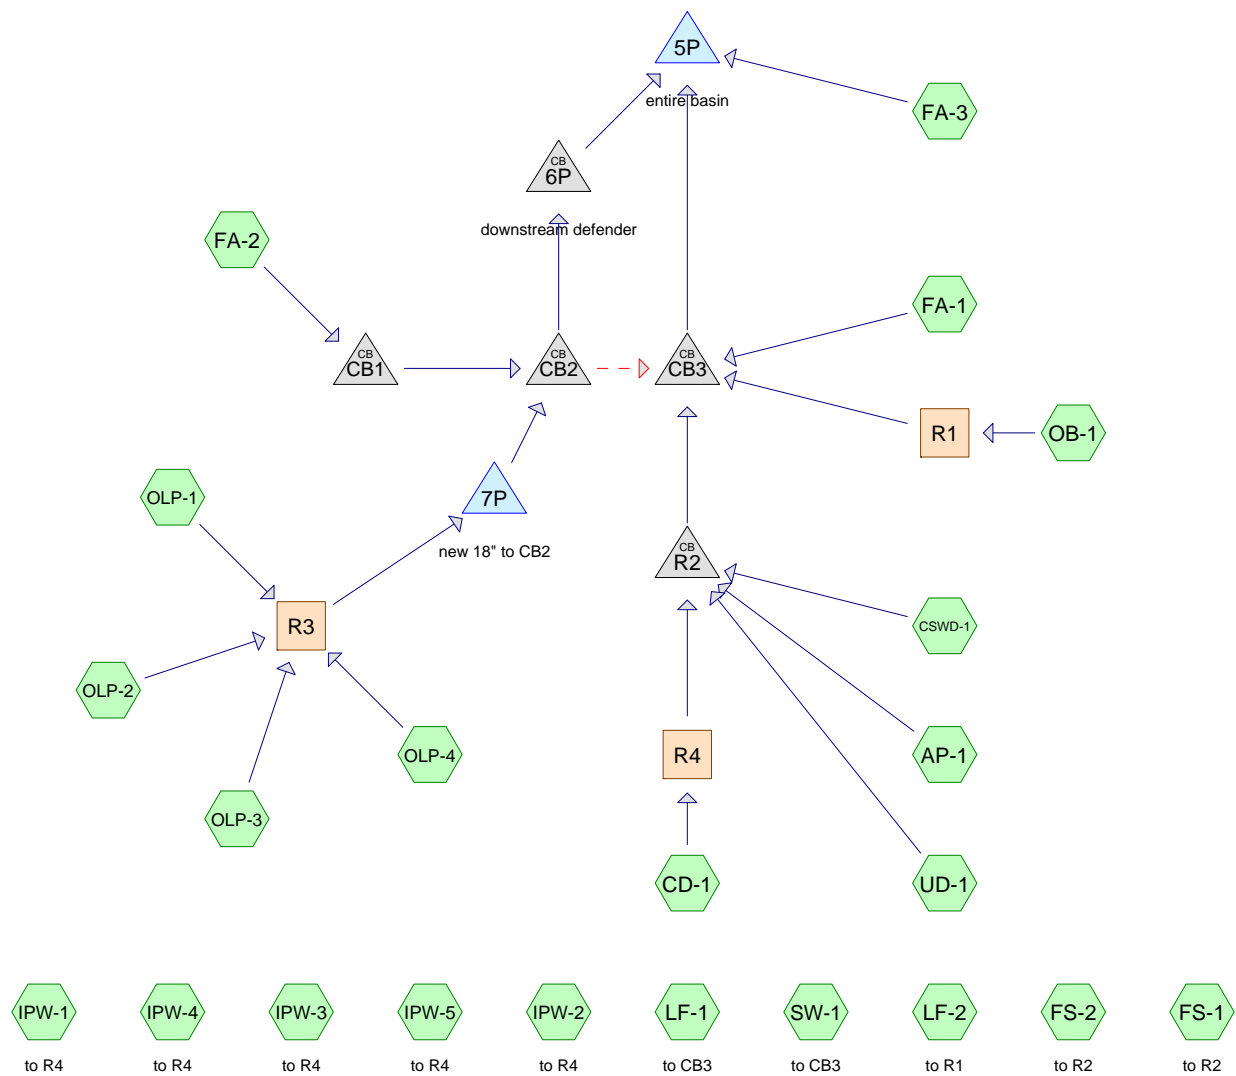 5P
entire basin
FA-3
CB
6P
downstream defender
FA-2
FA-1
CB
CB1
CB
CB2
CB
CB3
R1
OB-1
OLP-1
7P
new 18" to CB2
CB
R2
R3
CSWD-1
OLP-2
OLP-4
R4
AP-1
OLP-3
CD-1
UD-1
IPW-1
IPW-4
IPW-3
IPW-5
IPW-2
LF-1
SW-1
LF-2
FS-2
FS-1
to R4
to R4
to R4
to R4
to R4
to CB3
to CB3
to R1
to R2
to R2